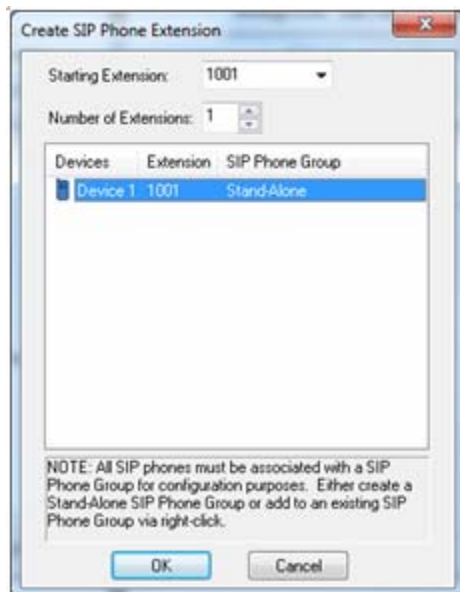 Create SIP Phone Extension
Starting Extension: 1001
Number of Extensions: 1
Devices Extension SIP Phone Group
Device 1 1001 Stand-Alone
NOTE: All SIP phones must be associated with a SIP
Phone Group for configuration purposes. Either create a
Stand-Alone SIP Phone Group or add to an existing SIP
Phone Group via right-click.
OK Cancel